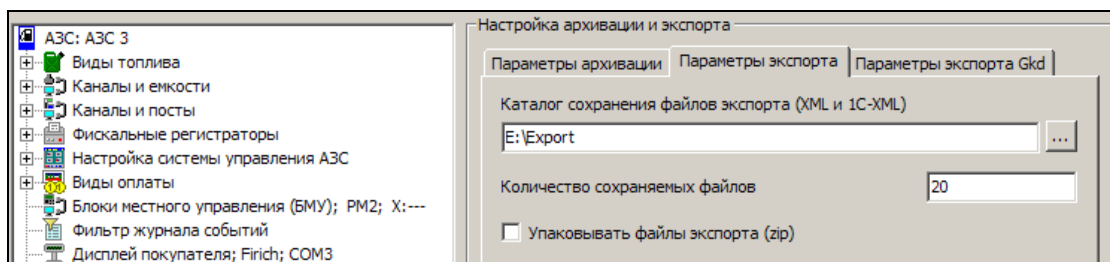 АЗС: АЗС 3
Виды топлива
Каналы и емкости
Каналы и посты
Фискальные регистраторы
Настройка системы управления АЗС
Виды оплаты
Блоки местного управления (БМУ); PM2; X:---
Фильтр журнала событий
Дисплей покупателя; Firich; COM3
Настройка архивации и экспорта
Параметры архивации Параметры экспорта Параметры экспорта Gkd
Каталог сохранения файлов экспорта (XML и 1C-XML)
E:\Export ...
Количество сохраняемых файлов 20
Упаковывать файлы экспорта (zip)